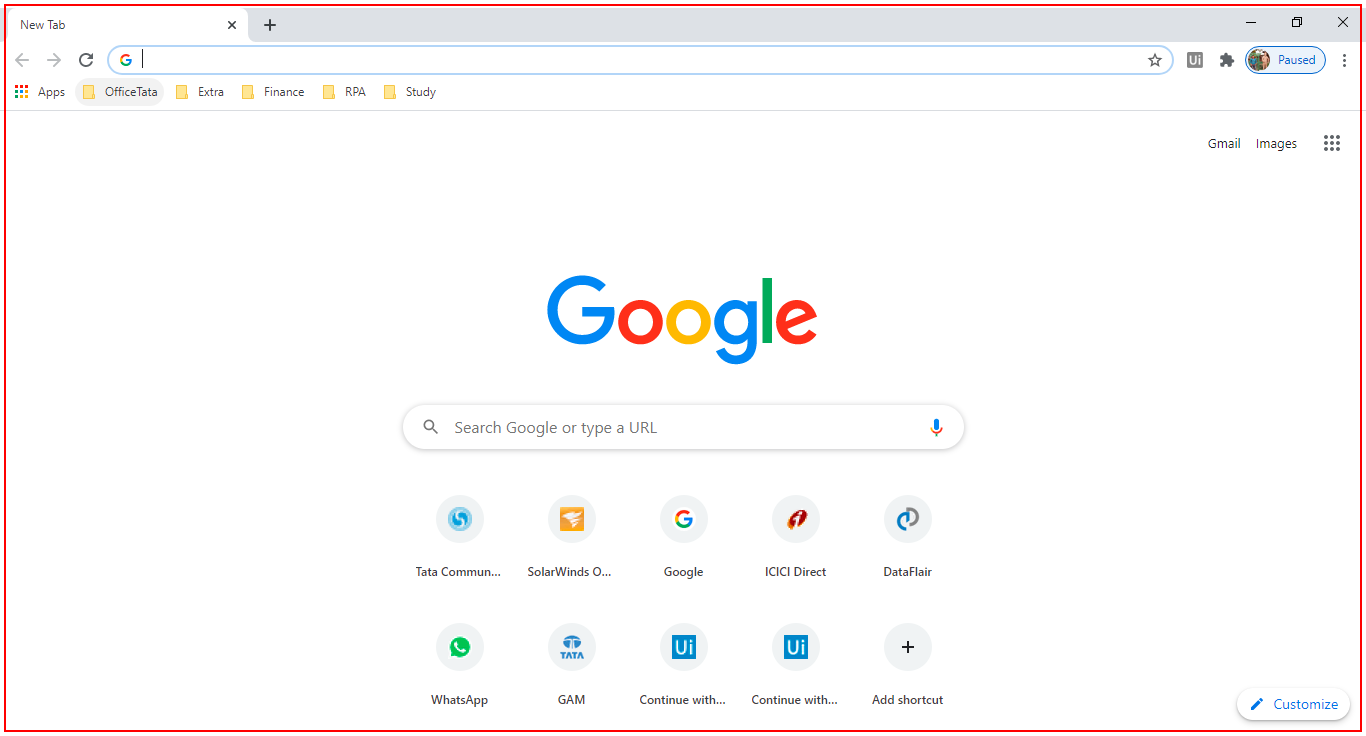 New Tab
Ui Paused
Apps OfficeTata Extra Finance RPA Study
Gmail Images
Google
Search Google or type a URL
Tata Commun... SolarWinds O... Google ICICI Direct DataFlair
TATA Ui Ui
WhatsApp GAM Continue with... Continue with... Add shortcut
Customize